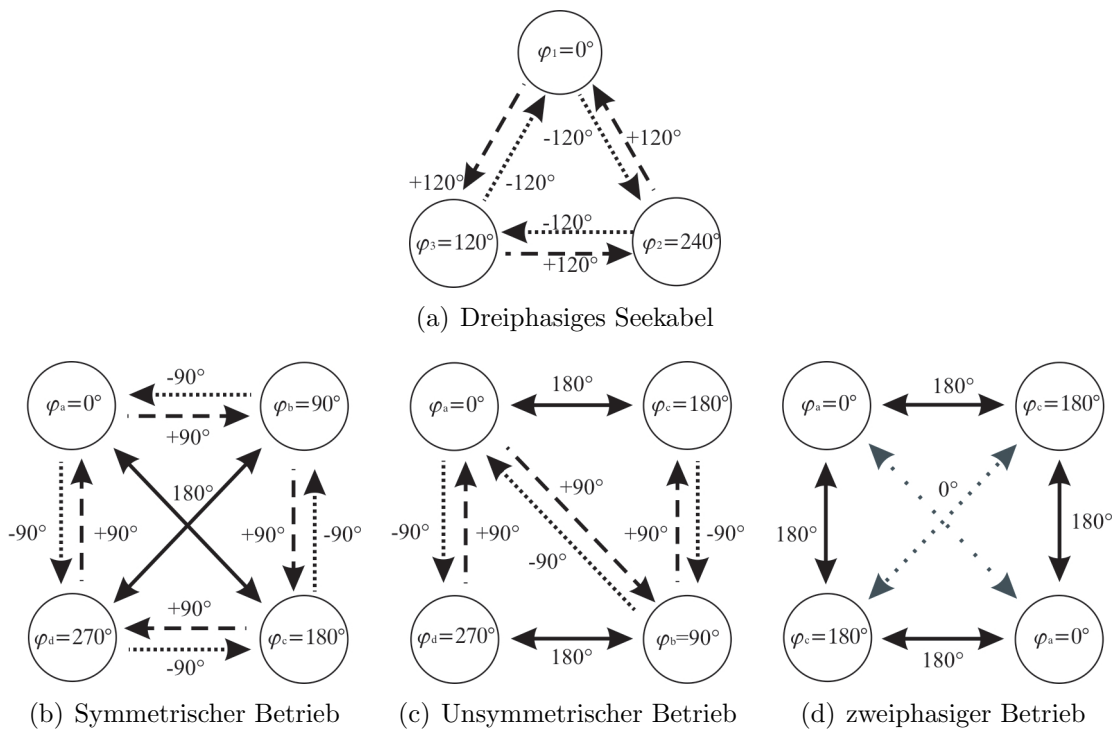 φ₁=0°
-120° +120°
+120° -120°
-120°
φ₃=120° φ₂=240°
+120°
(a) Dreiphasiges Seekabel
-90° 180° 180°
φₐ=0° φb=90° φₐ=0° φc=180° φₐ=0° φc=180°
+90°
180° +90° 0°
-90° +90° +90° -90° -90° +90° -90° +90° -90° 180° 180°
+90°
φd=270° φc=180° φd=270° φb=90° φc=180° φₐ=0°
-90° 180° 180°
(b) Symmetrischer Betrieb (c) Unsymmetrischer Betrieb (d) zweiphasiger Betrieb